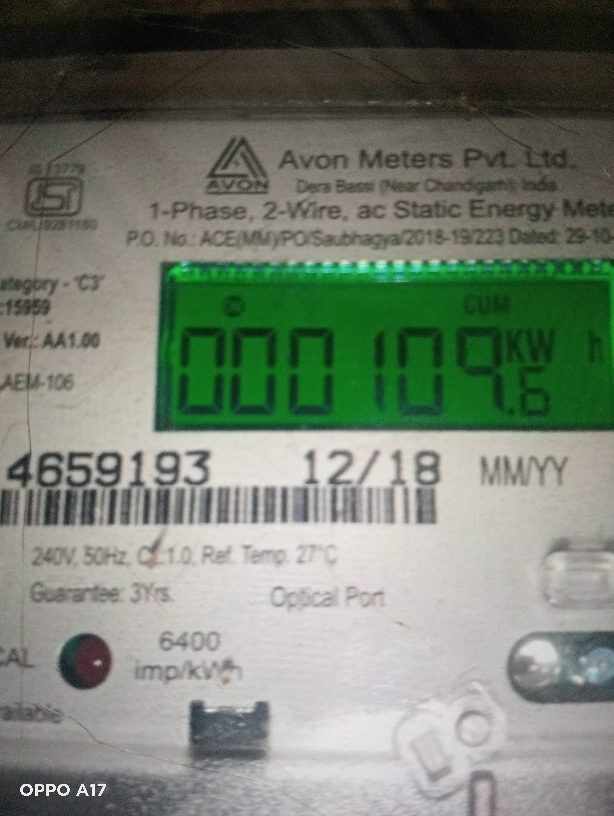 AVON
Avon Meters Pvt. Ltd.
Dera Bassi (Near Chandigarh), India
1-Phase, 2-Wire, ac Static Energy Mete
P.O. No.: ACE(MM)/PO/Saubhagya/2018-19/223 Dated: 29-10-
ategory - 'C3'
:15959
Ver.: AA1.00
AEM-106
CUM
000109.6 KW h
4659193 12/18 MM/YY
240V, 50Hz, Cl.:1.0, Ref. Temp. 27°C
Guarantee: 3Yrs.
Optical Port
CAL
6400
imp/kWh
ailable
OPPO A17